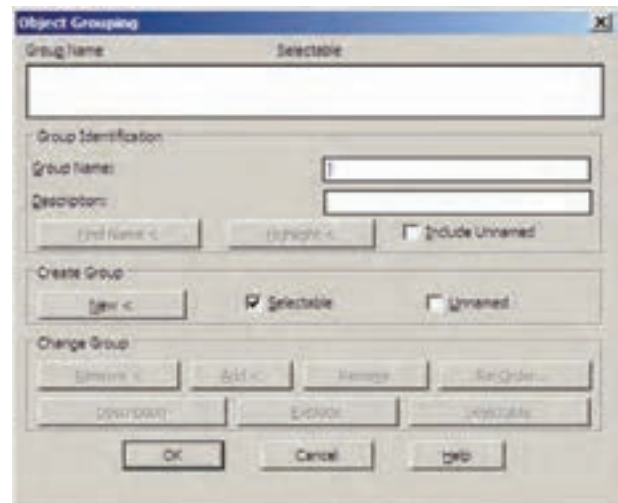 Object Grouping
Group Name Selectable
Group Identification
Group Name:
Description:
Find Name < Highlight < Include Unnamed
Create Group
New < Selectable Unnamed
Change Group
Remove < Add < Rename Re-Order...
Description Explode Selectable
OK Cancel Help